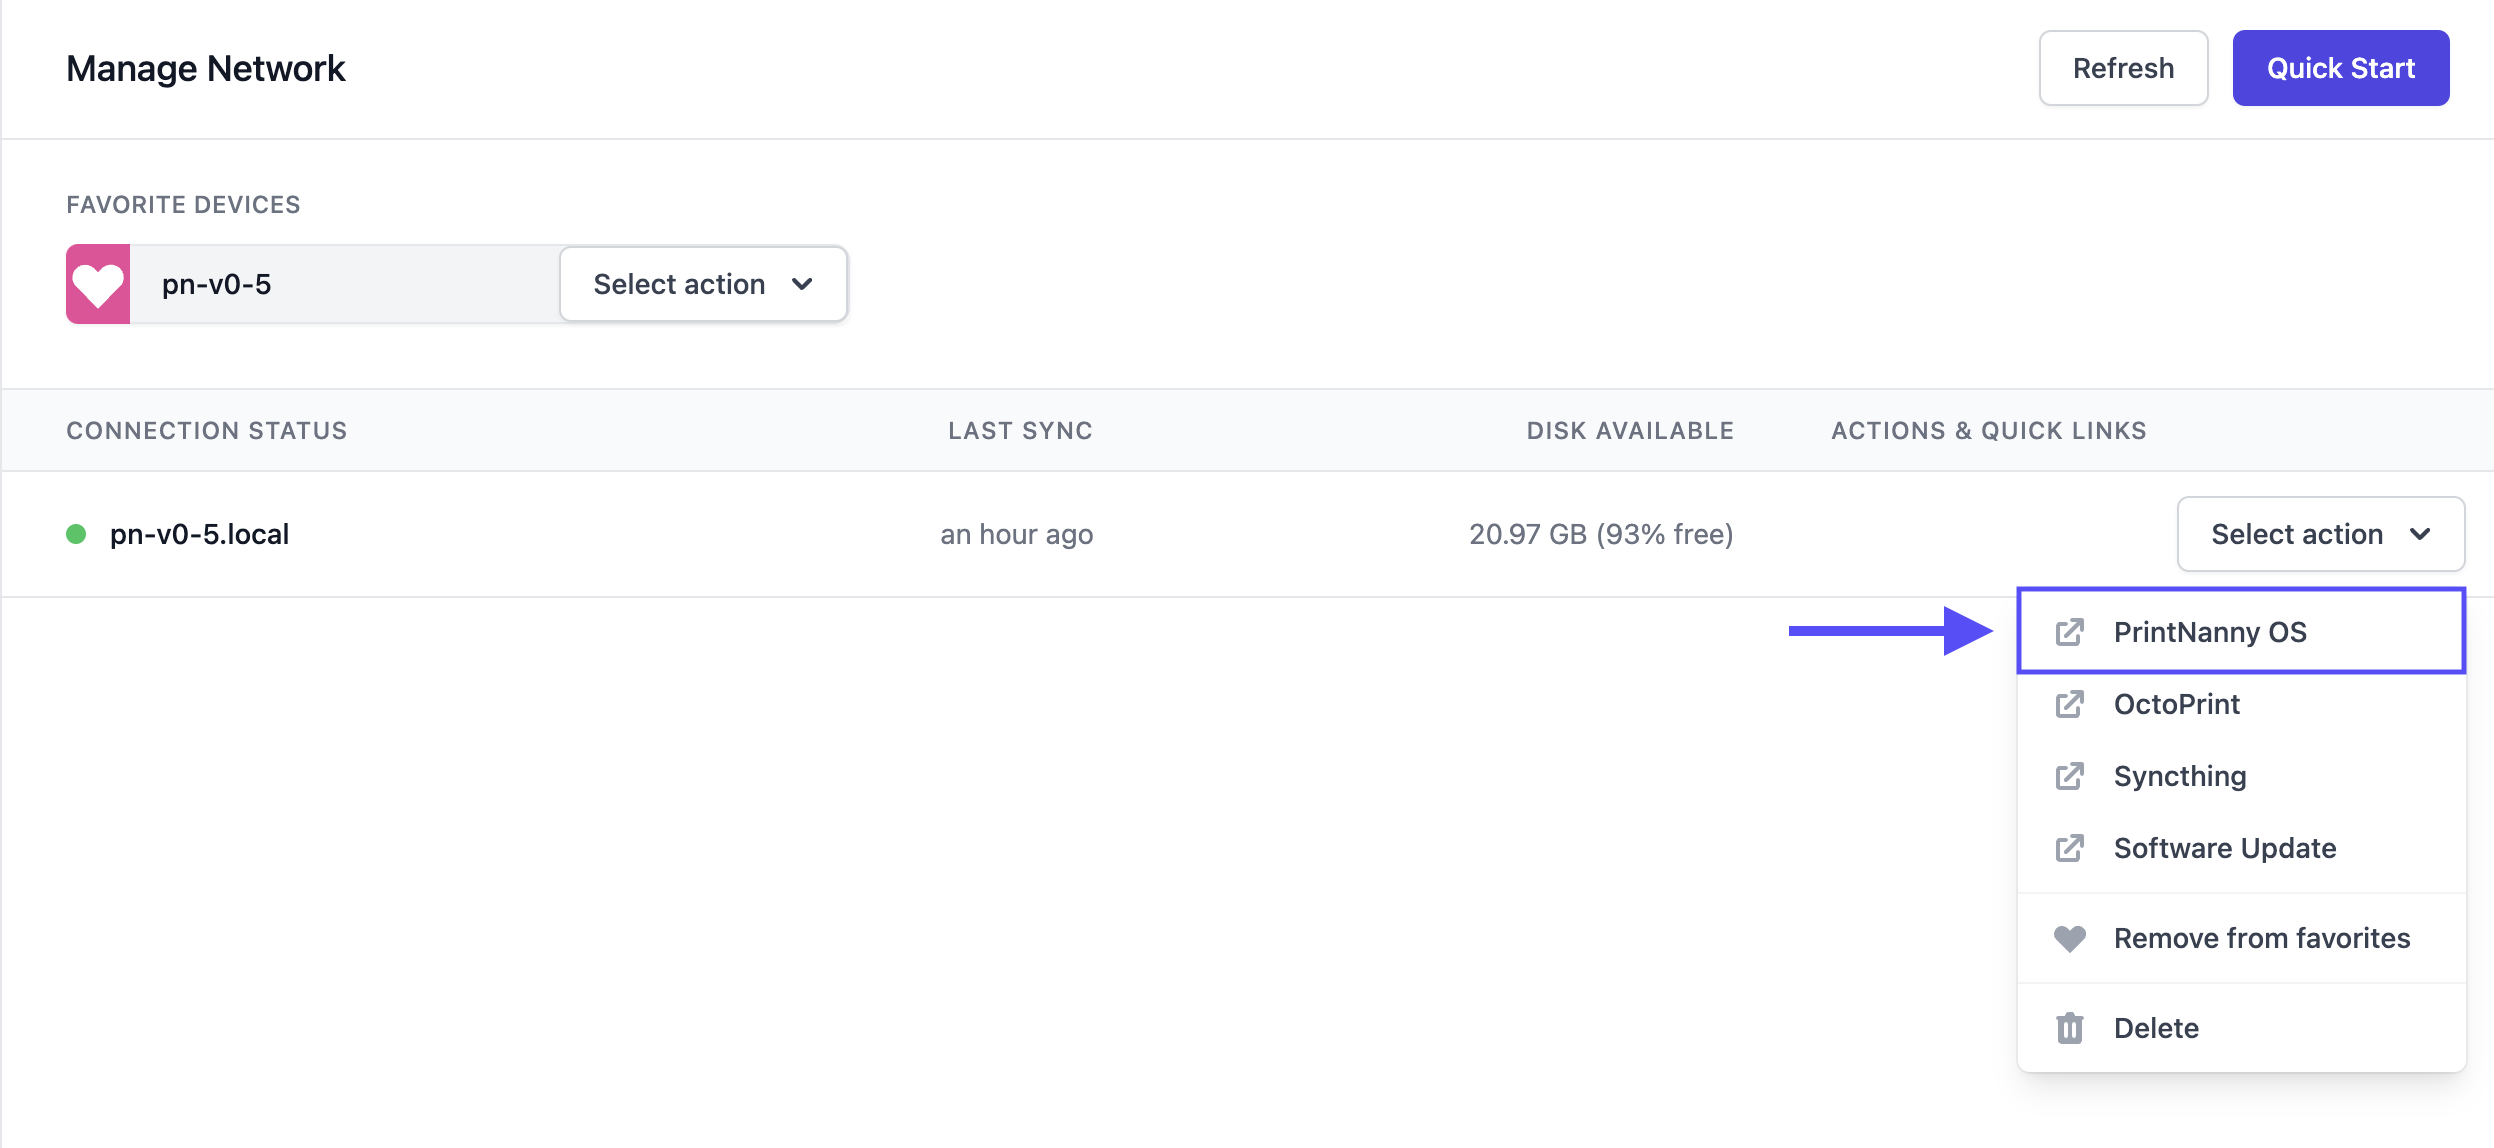 Manage Network
Refresh
Quick Start
FAVORITE DEVICES
pn-v0-5
Select action
CONNECTION STATUS
LAST SYNC
DISK AVAILABLE
ACTIONS & QUICK LINKS
pn-v0-5.local
an hour ago
20.97 GB (93% free)
Select action
PrintNanny OS
OctoPrint
Syncthing
Software Update
Remove from favorites
Delete